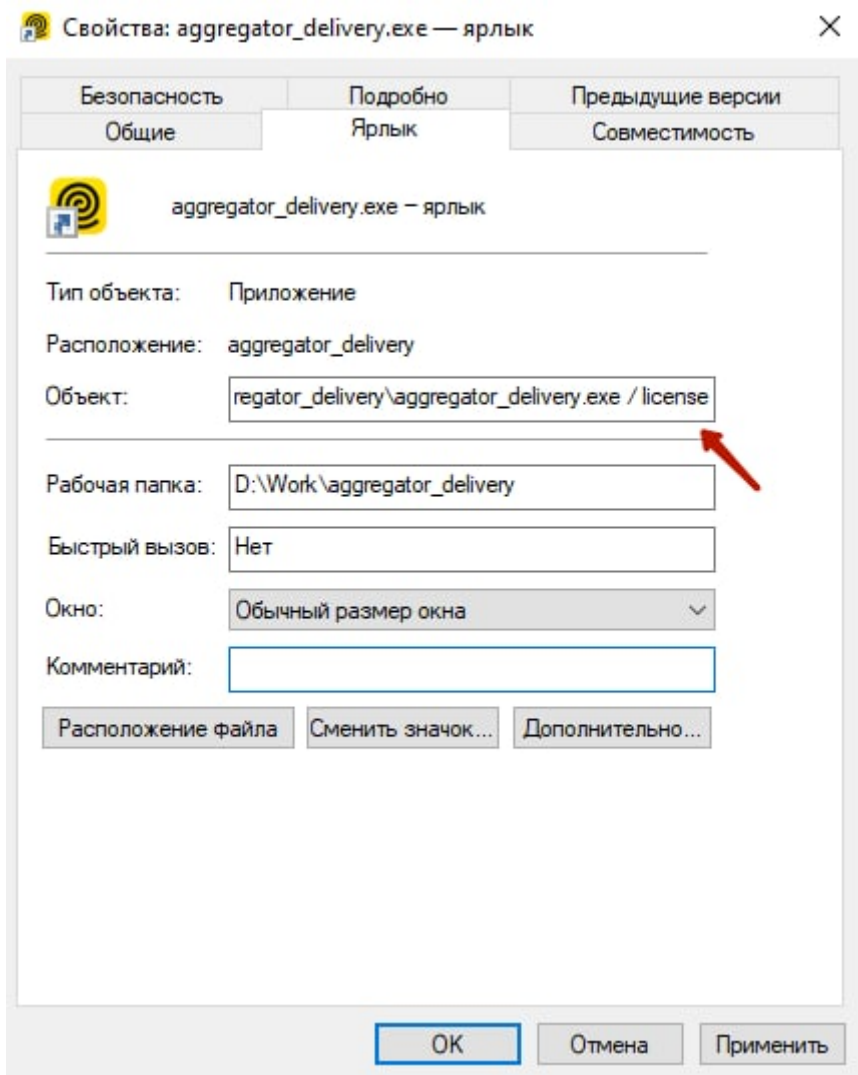 Свойства: aggregator_delivery.exe — ярлык
Безопасность Подробно Предыдущие версии
Общие Ярлык Совместимость
aggregator_delivery.exe – ярлык
Тип объекта: Приложение
Расположение: aggregator_delivery
Объект: regator_delivery\aggregator_delivery.exe / license
Рабочая папка: D:\Work\aggregator_delivery
Быстрый вызов: Нет
Окно: Обычный размер окна
Комментарий:
Расположение файла Сменить значок... Дополнительно...
OK Отмена Применить